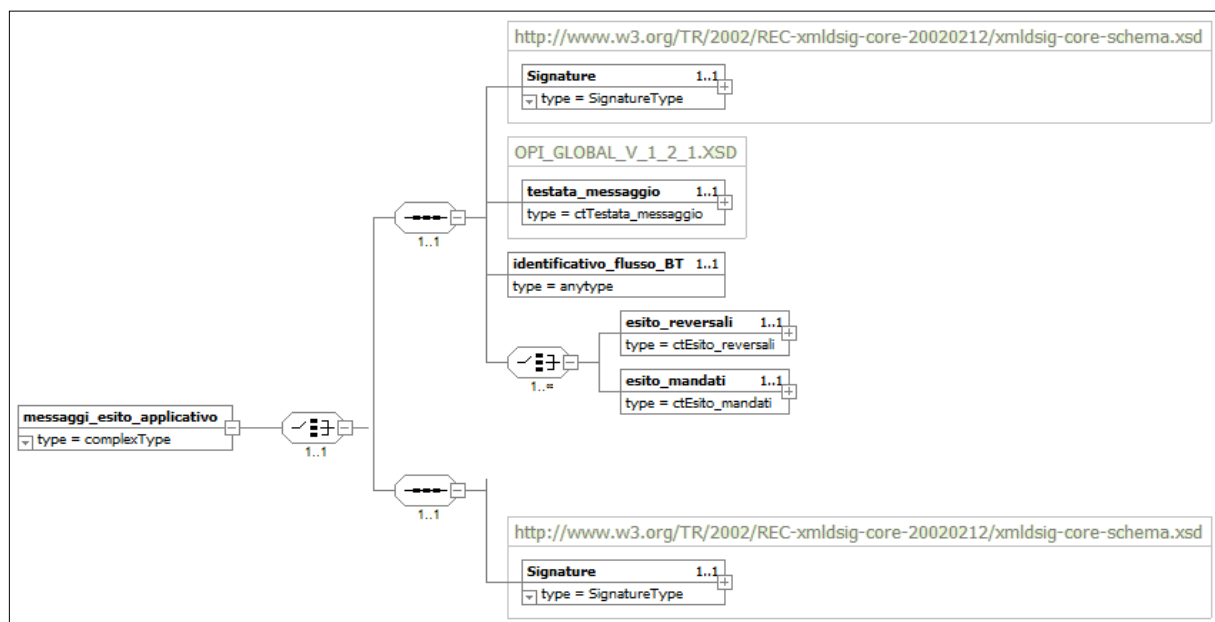 http://www.w3.org/TR/2002/REC-xmldsig-core-20020212/xmldsig-core-schema.xsd
Signature 1..1
type = SignatureType
OPI_GLOBAL_V_1_2_1.XSD
testata_messaggio 1..1
type = ctTestata_messaggio
1..1
identificativo_flusso_BT 1..1
type = anytype
esito_reversali 1..1
type = ctEsito_reversali
1..∞
esito_mandati 1..1
type = ctEsito_mandati
messaggi_esito_applicativo
type = complexType
1..1
1..1
http://www.w3.org/TR/2002/REC-xmldsig-core-20020212/xmldsig-core-schema.xsd
Signature 1..1
type = SignatureType